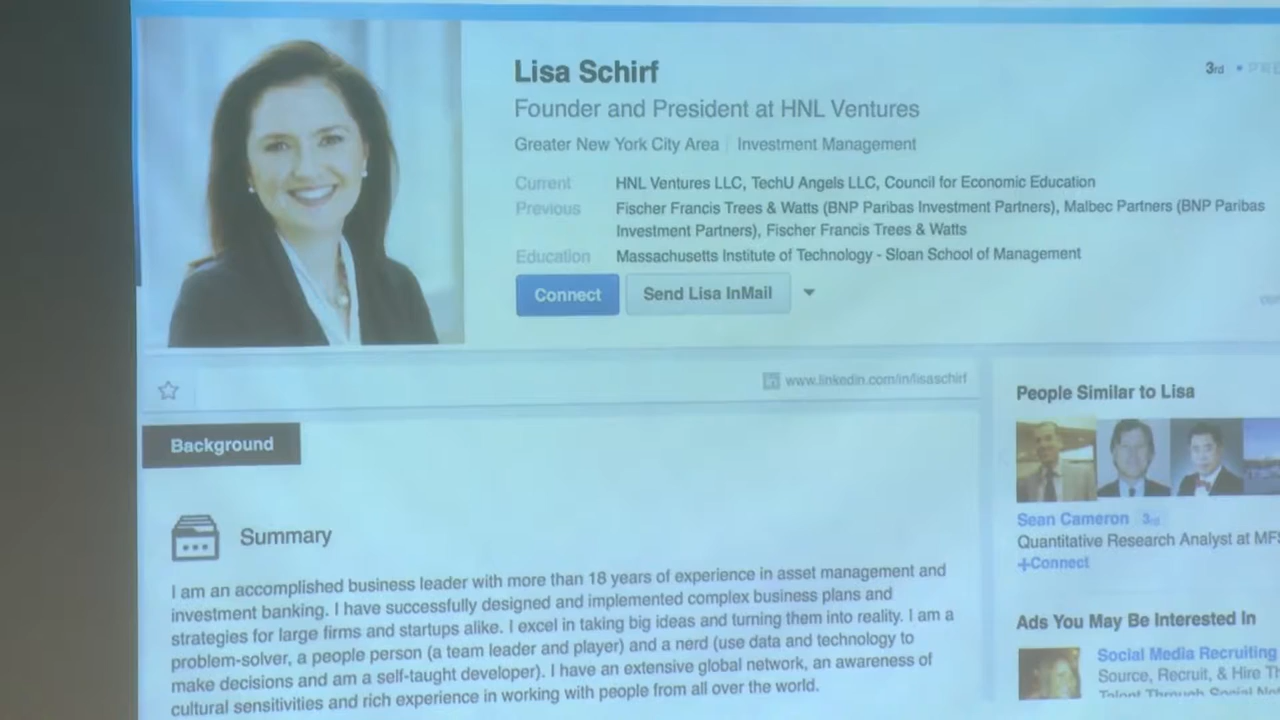 Lisa Schirf
3rd
Founder and President at HNL Ventures
Greater New York City Area Investment Management
Current HNL Ventures LLC, TechU Angels LLC, Council for Economic Education
Previous Fischer Francis Trees & Watts (BNP Paribas Investment Partners), Malbec Partners (BNP Paribas
Investment Partners), Fischer Francis Trees & Watts
Education Massachusetts Institute of Technology - Sloan School of Management
Connect Send Lisa InMail
in www.linkedin.com/in/lisaschirf
Background
Summary
I am an accomplished business leader with more than 18 years of experience in asset management and
investment banking. I have successfully designed and implemented complex business plans and
strategies for large firms and startups alike. I excel in taking big ideas and turning them into reality. I am a
problem-solver, a people person (a team leader and player) and a nerd (use data and technology to
make decisions and am a self-taught developer). I have an extensive global network, an awareness of
cultural sensitivities and rich experience in working with people from all over the world.
People Similar to Lisa
Sean Cameron 3rd
Quantitative Research Analyst at MFS
+Connect
Ads You May Be Interested In
Social Media Recruiting
Source, Recruit, & Hire
Talent Through Social